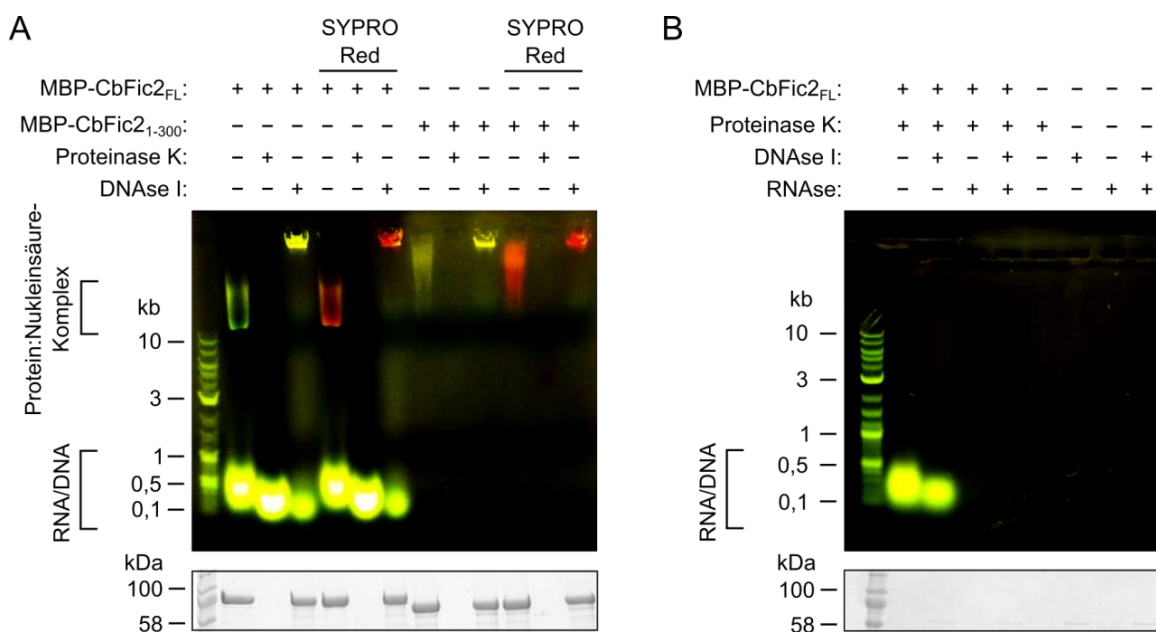 A
SYPRO
Red
SYPRO
Red
MBP-CbFic2FL: + + + + + + – – – – – –
MBP-CbFic21-300: – – – – – – + + + + + +
Proteinase K: – + – – + – – + – – + –
DNAse I: – – + – – + – – + – – +
Protein:Nukleinsäure-
Komplex
kb
10
3
1
0,5
0,1
RNA/DNA
kDa
100
58
B
MBP-CbFic2FL: + + + + – – – –
Proteinase K: + + + + + – – –
DNAse I: – + – + – + – +
RNAse: – – + + – – + +
kb
10
3
1
0,5
0,1
RNA/DNA
kDa
100
58